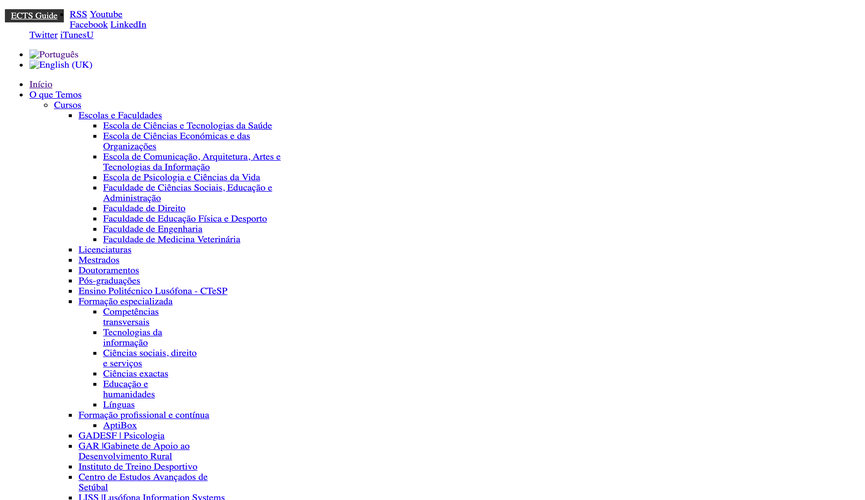 ECTS Guide RSS Youtube
Facebook LinkedIn
Twitter iTunesU
Português
English (UK)
Início
O que Temos
Cursos
Escolas e Faculdades
Escola de Ciências e Tecnologias da Saúde
Escola de Ciências Económicas e das
Organizações
Escola de Comunicação, Arquitetura, Artes e
Tecnologias da Informação
Escola de Psicologia e Ciências da Vida
Faculdade de Ciências Sociais, Educação e
Administração
Faculdade de Direito
Faculdade de Educação Física e Desporto
Faculdade de Engenharia
Faculdade de Medicina Veterinária
Licenciaturas
Mestrados
Doutoramentos
Pós-graduações
Ensino Politécnico Lusófona - CTeSP
Formação especializada
Competências
transversais
Tecnologias da
informação
Ciências sociais, direito
e serviços
Ciências exactas
Educação e
humanidades
Línguas
Formação profissional e contínua
AptiBox
GADESF | Psicologia
GAR |Gabinete de Apoio ao
Desenvolvimento Rural
Instituto de Treino Desportivo
Centro de Estudos Avançados de
Setúbal
LISS |Lusófona Information Systems